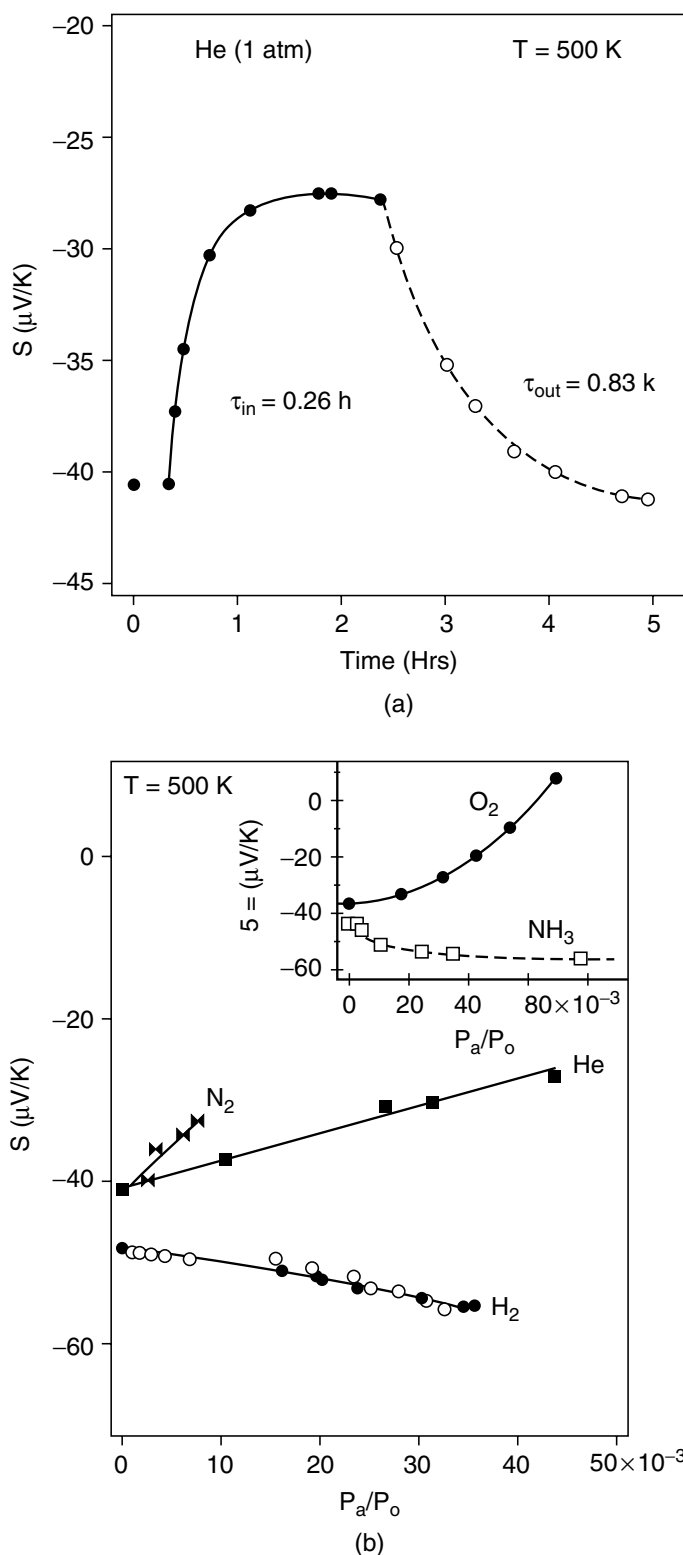 –20
He (1 atm)
T = 500 K
–25
–30
S (μV/K)
–35
τin = 0.26 h
τout = 0.83 k
–40
–45
0 1 2 3 4 5
Time (Hrs)
(a)
T = 500 K
0
O2
–20
5 = (μV/K)
–40
NH3
–60
0 20 40 60 80×10–3
Pa/Po
0
–20
He
N2
S (μV/K)
–40
H2
–60
0 10 20 30 40 50×10–3
Pa/Po
(b)